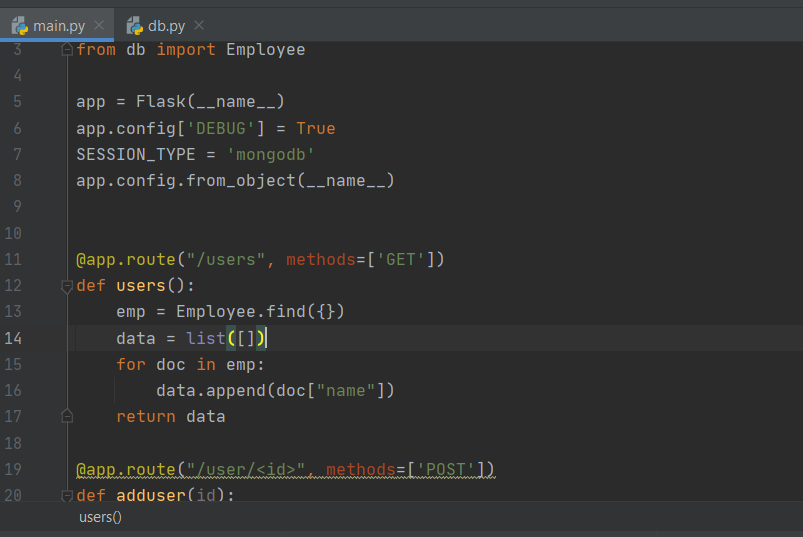 main.py db.py
3 from db import Employee
4
5 app = Flask(__name__)
6 app.config['DEBUG'] = True
7 SESSION_TYPE = 'mongodb'
8 app.config.from_object(__name__)
9
10
11 @app.route("/users", methods=['GET'])
12 def users():
13     emp = Employee.find({})
14     data = list([])
15     for doc in emp:
16         data.append(doc["name"])
17     return data
18
19 @app.route("/user/<id>", methods=['POST'])
20 def adduser(id):
users()